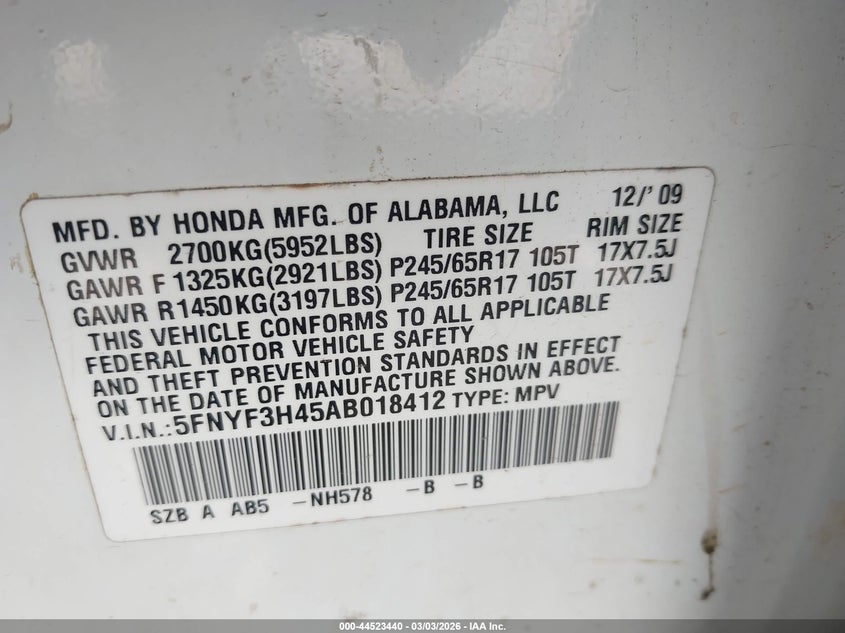 MFD. BY HONDA MFG. OF ALABAMA, LLC 12/'09
GVWR 2700KG(5952LBS) TIRE SIZE RIM SIZE
GAWR F 1325KG(2921LBS) P245/65R17 105T 17X7.5J
GAWR R1450KG(3197LBS) P245/65R17 105T 17X7.5J
THIS VEHICLE CONFORMS TO ALL APPLICABLE
FEDERAL MOTOR VEHICLE SAFETY
AND THEFT PREVENTION STANDARDS IN EFFECT
ON THE DATE OF MANUFACTURE SHOWN ABOVE.
V.I.N.:5FNYF3H45AB018412 TYPE: MPV
SZB A AB5 -NH578 -B -B
000-44523440 - 03/03/2026 - IAA Inc.